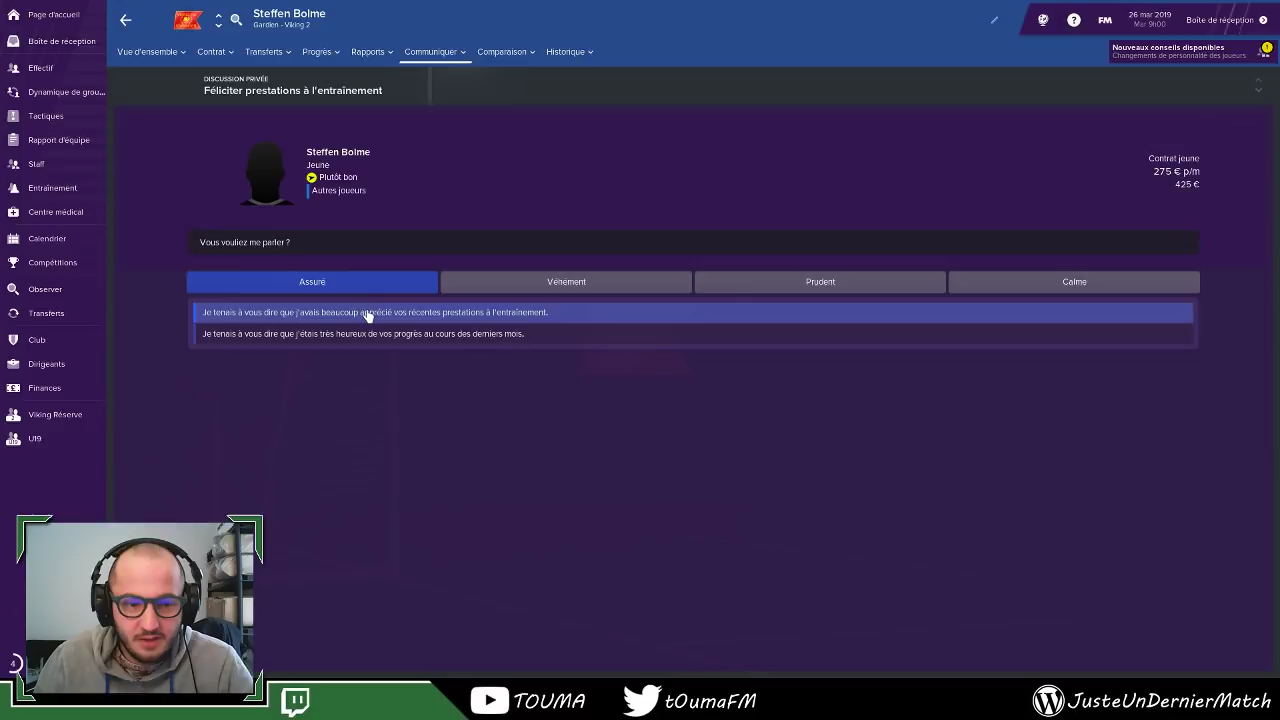 Page d'accueil
Boîte de réception
Effectif
Dynamique de grou...
Tactiques
Rapport d'équipe
Staff
Entraînement
Centre médical
Calendrier
Compétitions
Observer
Transferts
Club
Dirigeants
Finances
Viking Réserve
U19
Steffen Bolme
Gardien - Viking 2
FM
26 mar 2019
Mar 9h00
Boîte de réception
Vue d'ensemble
Contrat
Transferts
Progrès
Rapports
Communiquer
Comparaison
Historique
Nouveaux conseils disponibles
Changements de personnalité des joueurs
DISCUSSION PRIVÉE
Féliciter prestations à l'entraînement
Steffen Bolme
Jeune
Plutôt bon
Autres joueurs
Contrat jeune
275 € p/m
425 €
Vous vouliez me parler ?
Assuré
Véhément
Prudent
Calme
Je tenais à vous dire que j'avais beaucoup apprécié vos récentes prestations à l'entraînement.
Je tenais à vous dire que j'étais très heureux de vos progrès au cours des derniers mois.
TOUMA
tOumaFM
JusteUnDernierMatch